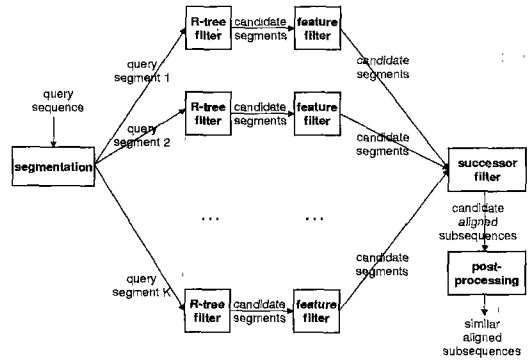 R-tree
filter
candidate
segments
feature
filter
query
segment 1
candidate
segments
query
sequence
R-tree
filter
candidate
segments
feature
filter
query
segment 2
candidate
segments
segmentation
successor
filter
... ...
candidate
aligned
subsequences
query
segment K
candidate
segments
post-
processing
R-tree
filter
candidate
segments
feature
filter
similar
aligned
subsequences